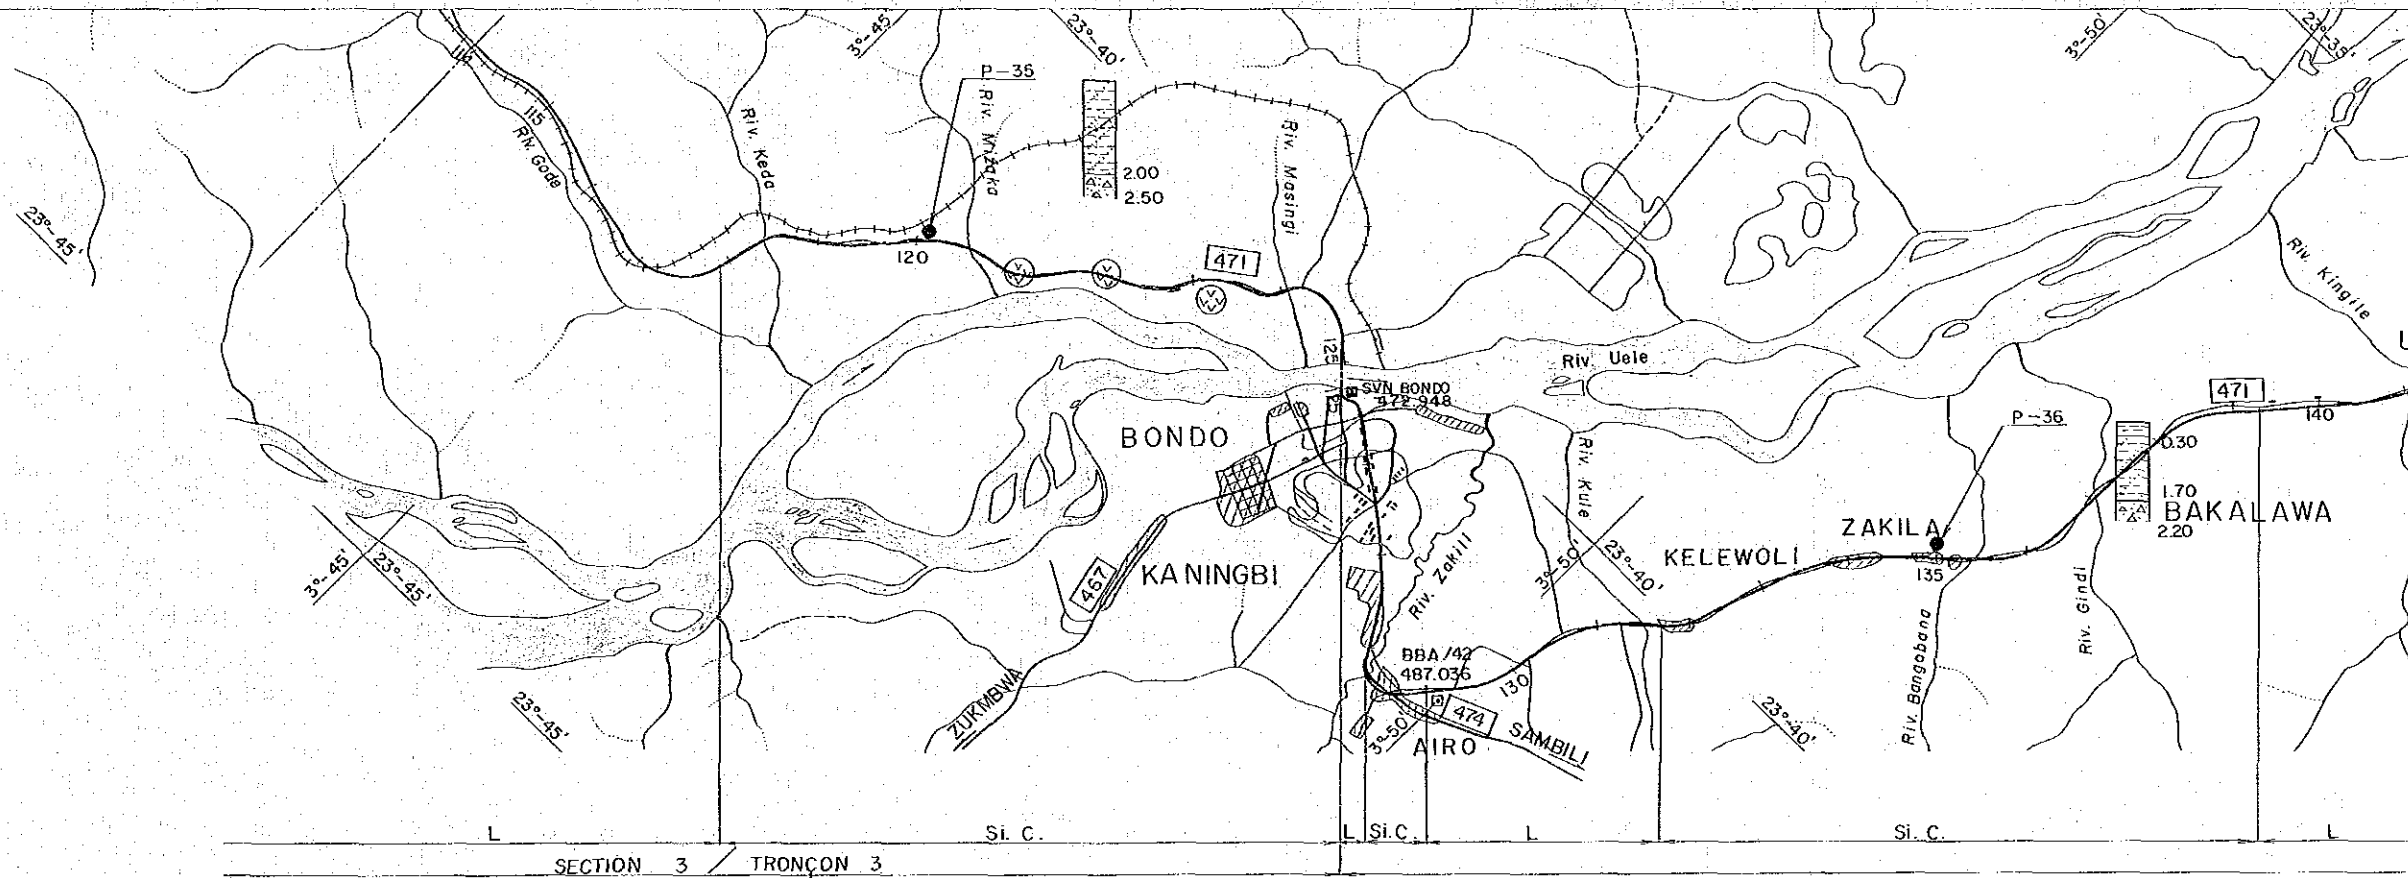 3°-45'
23°-40'
3°-50'
23°-35'
115
P-35
Riv. Gode
Riv. Keda
Riv. Mizaka
2.00
2.50
Riv. Masingi
23°-45'
120
471
Riv. Kingile
125
Riv. Uele
SVN BONDO
472.948
125
471
140
P-36
BONDO
0.30
Riv. Kule
1.70
BAKALAWA
2.20
ZAKILA
KELEWOLI
135
3°-45'
23°-45'
467
KANINGBI
Riv. Zakili
3°-50'
23°-40'
Riv. Bangobana
Riv. Gindi
BBA/42
487.036
130
ZUKMBWA
23°-45'
474
SAMBILI
3°-50'
AIRO
23°-40'
L
Si. C.
L
Si. C.
L
Si. C.
L
SECTION 3 / TRONÇON 3